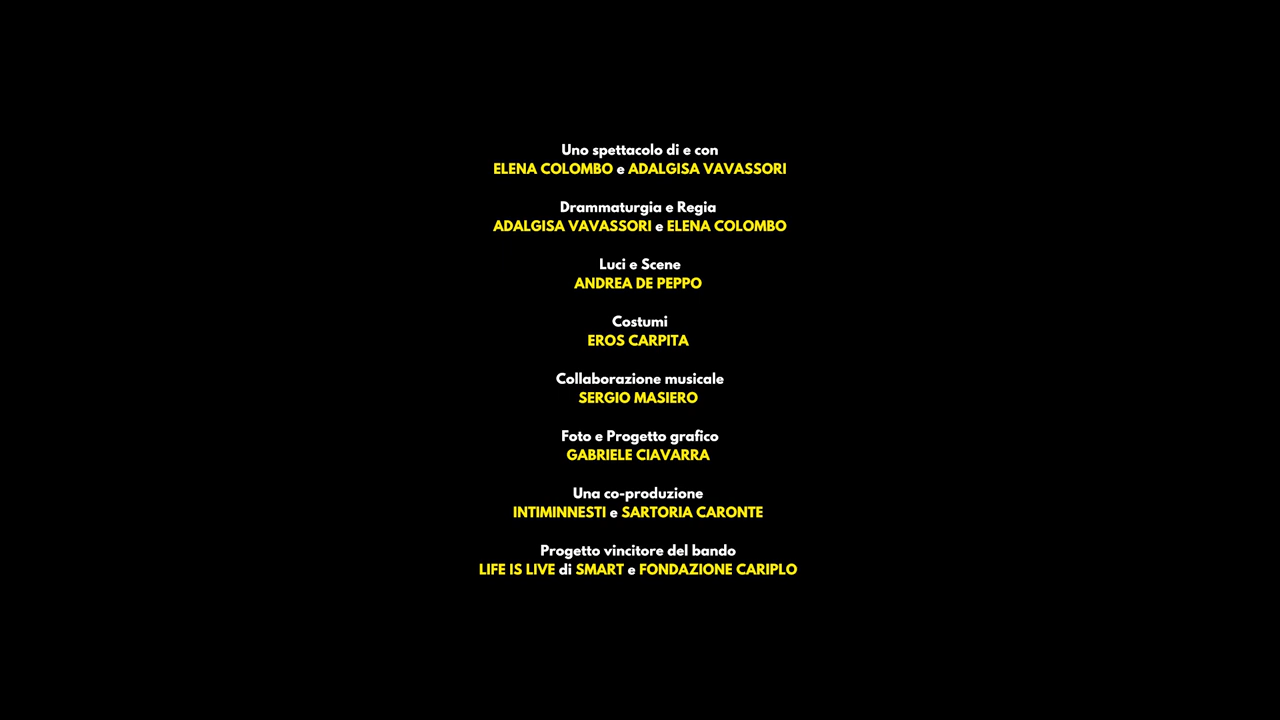 Uno spettacolo di e con
ELENA COLOMBO e ADALGISA VAVASSORI
Drammaturgia e Regia
ADALGISA VAVASSORI e ELENA COLOMBO
Luci e Scene
ANDREA DE PEPPO
Costumi
EROS CARPITA
Collaborazione musicale
SERGIO MASIERO
Foto e Progetto grafico
GABRIELE CIAVARRA
Una co-produzione
INTIMINNESTI e SARTORIA CARONTE
Progetto vincitore del bando
LIFE IS LIVE di SMART e FONDAZIONE CARIPLO